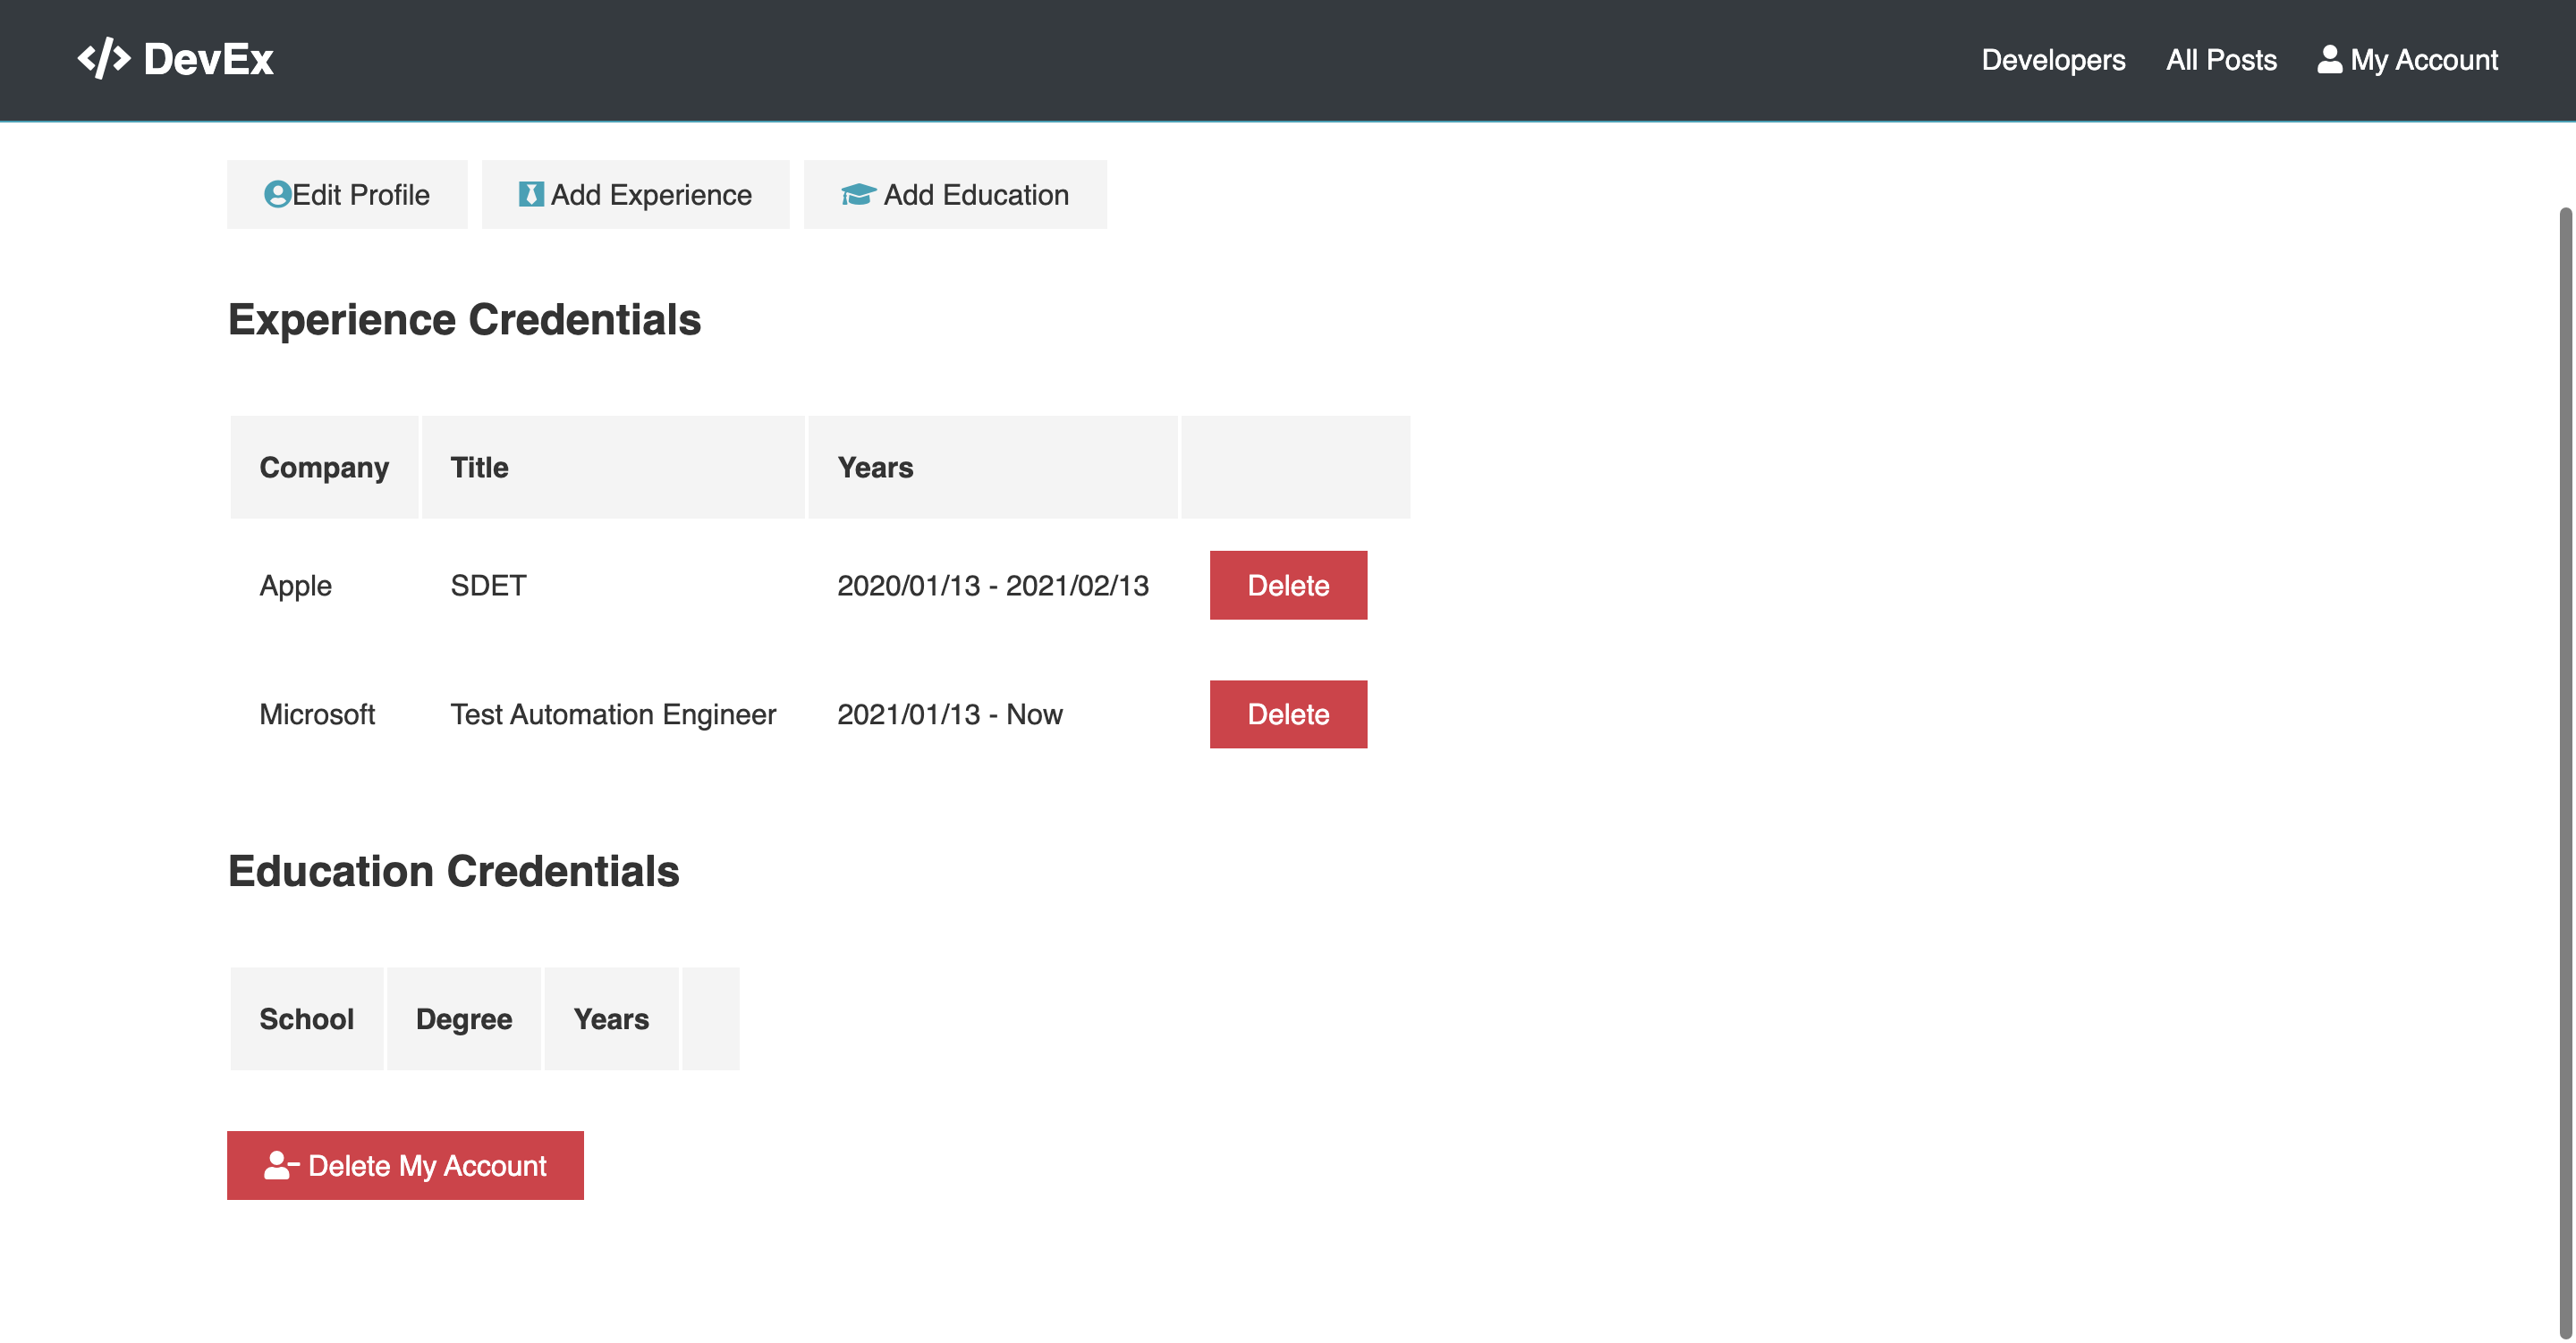 DevEx Developers All Posts My Account
Edit Profile Add Experience Add Education
Experience Credentials
Company Title Years
Apple SDET 2020/01/13 - 2021/02/13 Delete
Microsoft Test Automation Engineer 2021/01/13 - Now Delete
Education Credentials
School Degree Years
Delete My Account